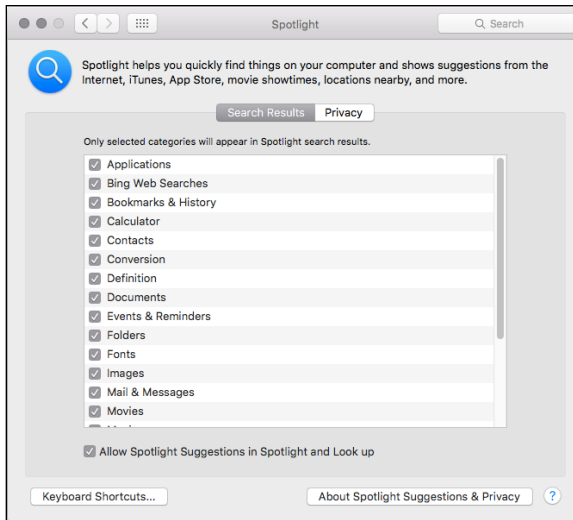 Spotlight
Search
Spotlight helps you quickly find things on your computer and shows suggestions from the
Internet, iTunes, App Store, movie showtimes, locations nearby, and more.
Search Results Privacy
Only selected categories will appear in Spotlight search results.
Applications
Bing Web Searches
Bookmarks & History
Calculator
Contacts
Conversion
Definition
Documents
Events & Reminders
Folders
Fonts
Images
Mail & Messages
Movies
Allow Spotlight Suggestions in Spotlight and Look up
Keyboard Shortcuts... About Spotlight Suggestions & Privacy ?